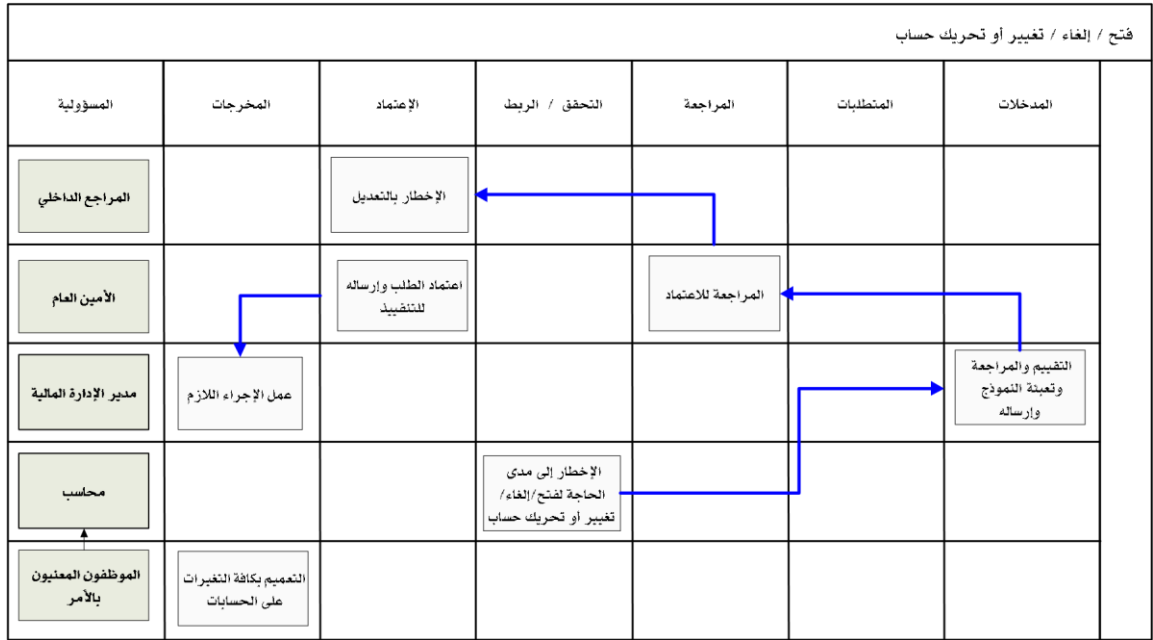 فتح / إلغاء / تغيير أو تحريك حساب
المدخلات
المتطلبات
المراجعة
التحقق / الربط
الإعتماد
المخرجات
المسؤولية
الإخطار بالتعديل
المراجع الداخلي
المراجعة للاعتماد
اعتماد الطلب وإرساله
للتنفييذ
الأمين العام
التقييم والمراجعة
وتعبئة النموذج
وإرساله
عمل الإجراء اللازم
مدير الإدارة المالية
الإخطار إلى مدى
الحاجة لفتح/إلغاء/
تغيير أو تحريك حساب
محاسب
التعميم بكافة التغيرات
على الحسابات
الموظفون المعنيون
بالأمر